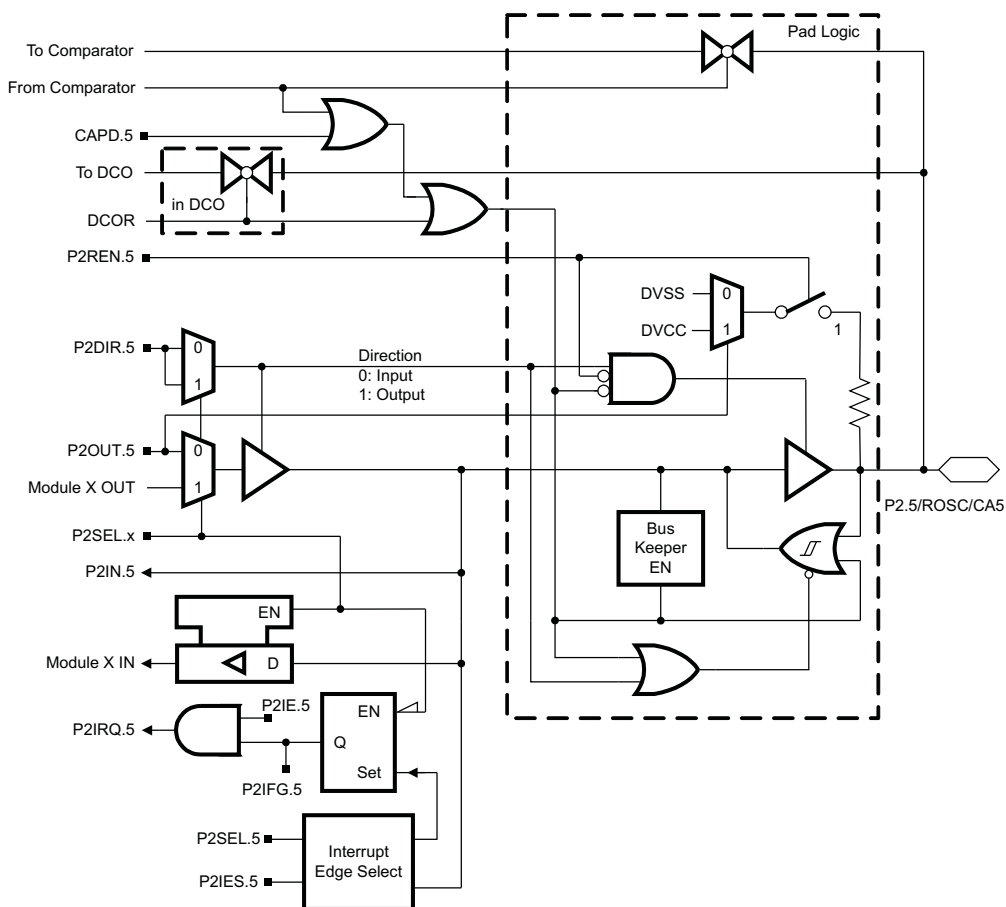 Pad Logic
To Comparator
From Comparator
CAPD.5
To DCO
in DCO
DCOR
P2REN.5
DVSS
0
DVCC
1
1
P2DIR.5
0
1
Direction
0: Input
1: Output
P2OUT.5
0
Module X OUT
1
P2.5/ROSC/CA5
P2SEL.x
Bus
Keeper
EN
P2IN.5
EN
Module X IN
D
P2IE.5
EN
P2IRQ.5
Q
P2IFG.5
Set
P2SEL.5
Interrupt
Edge Select
P2IES.5